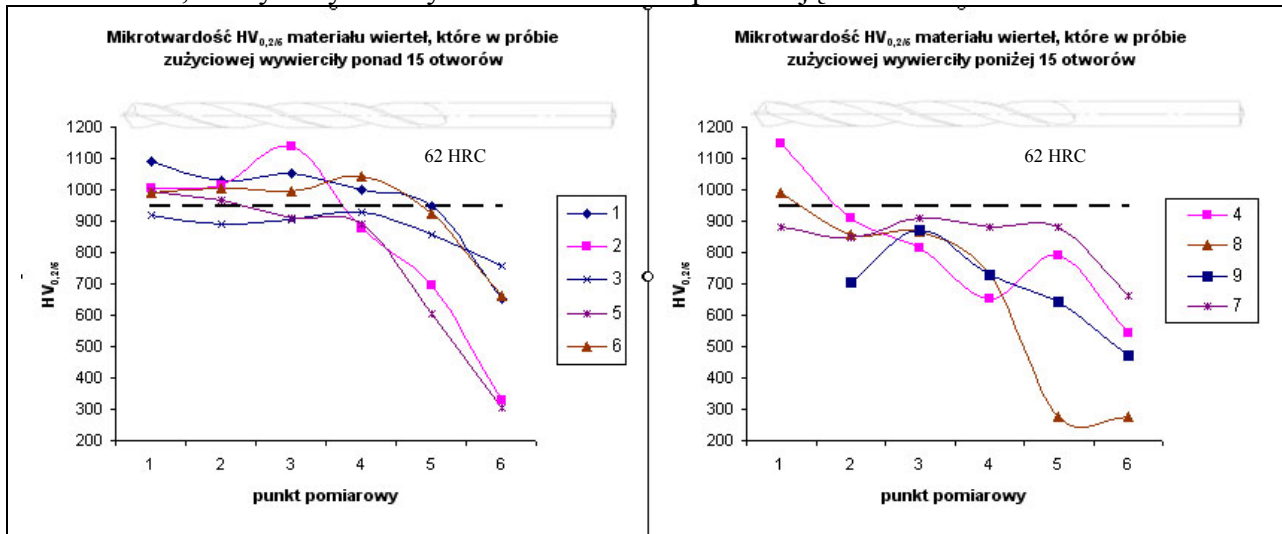 Mikrotwardość HV0,2/6 materiału wierteł, które w próbie
zużyciowej wywierciły ponad 15 otworów
1200
1100
1000
900
800
700
600
500
400
300
200
HV0,2/6
62 HRC
1
2
3
5
6
1 2 3 4 5 6
punkt pomiarowy
Mikrotwardość HV0,2/6 materiału wierteł, które w próbie
zużyciowej wywierciły poniżej 15 otworów
1200
1100
1000
900
800
700
600
500
400
300
200
HV0,2/6
62 HRC
4
8
9
7
1 2 3 4 5 6
punkt pomiarowy